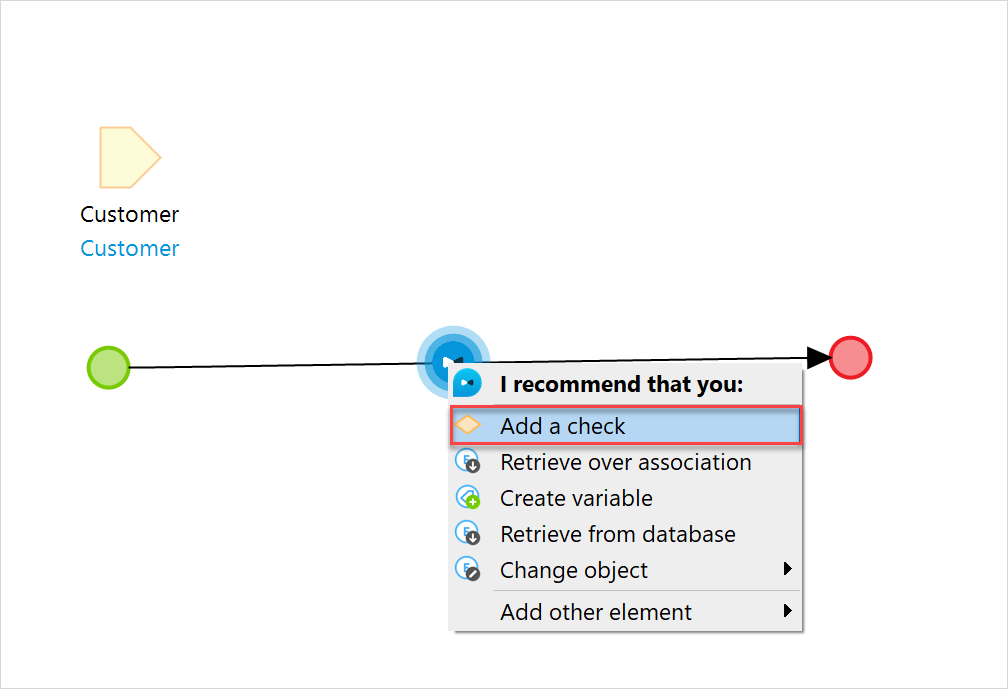 Customer
Customer
I recommend that you:
Add a check
Retrieve over association
Create variable
Retrieve from database
Change object
Add other element